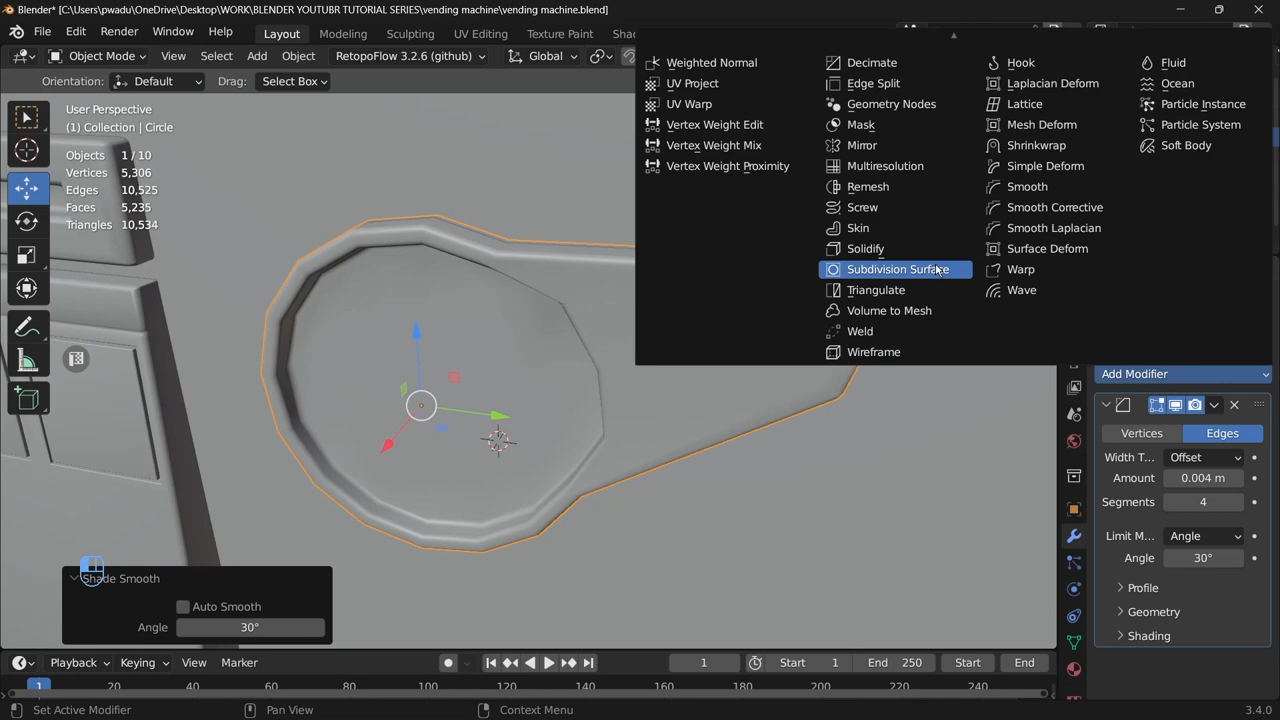 Blender* [C:\Users\pwadu\OneDrive\Desktop\WORK\BLENDER YOUTUBR TUTORIAL SERIES\vending machine\vending machine.blend]
File Edit Render Window Help Layout Modeling Sculpting UV Editing Texture Paint Shad
Object Mode View Select Add Object RetopoFlow 3.2.6 (github) Global
Orientation: Default Drag: Select Box
User Perspective
(1) Collection | Circle
Objects 1 / 10
Vertices 5,306
Edges 10,525
Faces 5,235
Triangles 10,534
Weighted Normal
UV Project
UV Warp
Vertex Weight Edit
Vertex Weight Mix
Vertex Weight Proximity
Decimate
Edge Split
Geometry Nodes
Mask
Mirror
Multiresolution
Remesh
Screw
Skin
Solidify
Subdivision Surface
Triangulate
Volume to Mesh
Weld
Wireframe
Hook
Laplacian Deform
Lattice
Mesh Deform
Shrinkwrap
Simple Deform
Smooth
Smooth Corrective
Smooth Laplacian
Surface Deform
Warp
Wave
Fluid
Ocean
Particle Instance
Particle System
Soft Body
Add Modifier
Vertices Edges
Width T... Offset
Amount 0.004 m
Segments 4
Limit M... Angle
Angle 30°
Profile
Geometry
Shading
Shade Smooth
Auto Smooth
Angle 30°
Playback Keying View Marker 1 Start 1 End 250 Start End
1 20 40 60 80 100 120 140 160 180 200 220 240
Set Active Modifier Pan View Context Menu 3.4.0